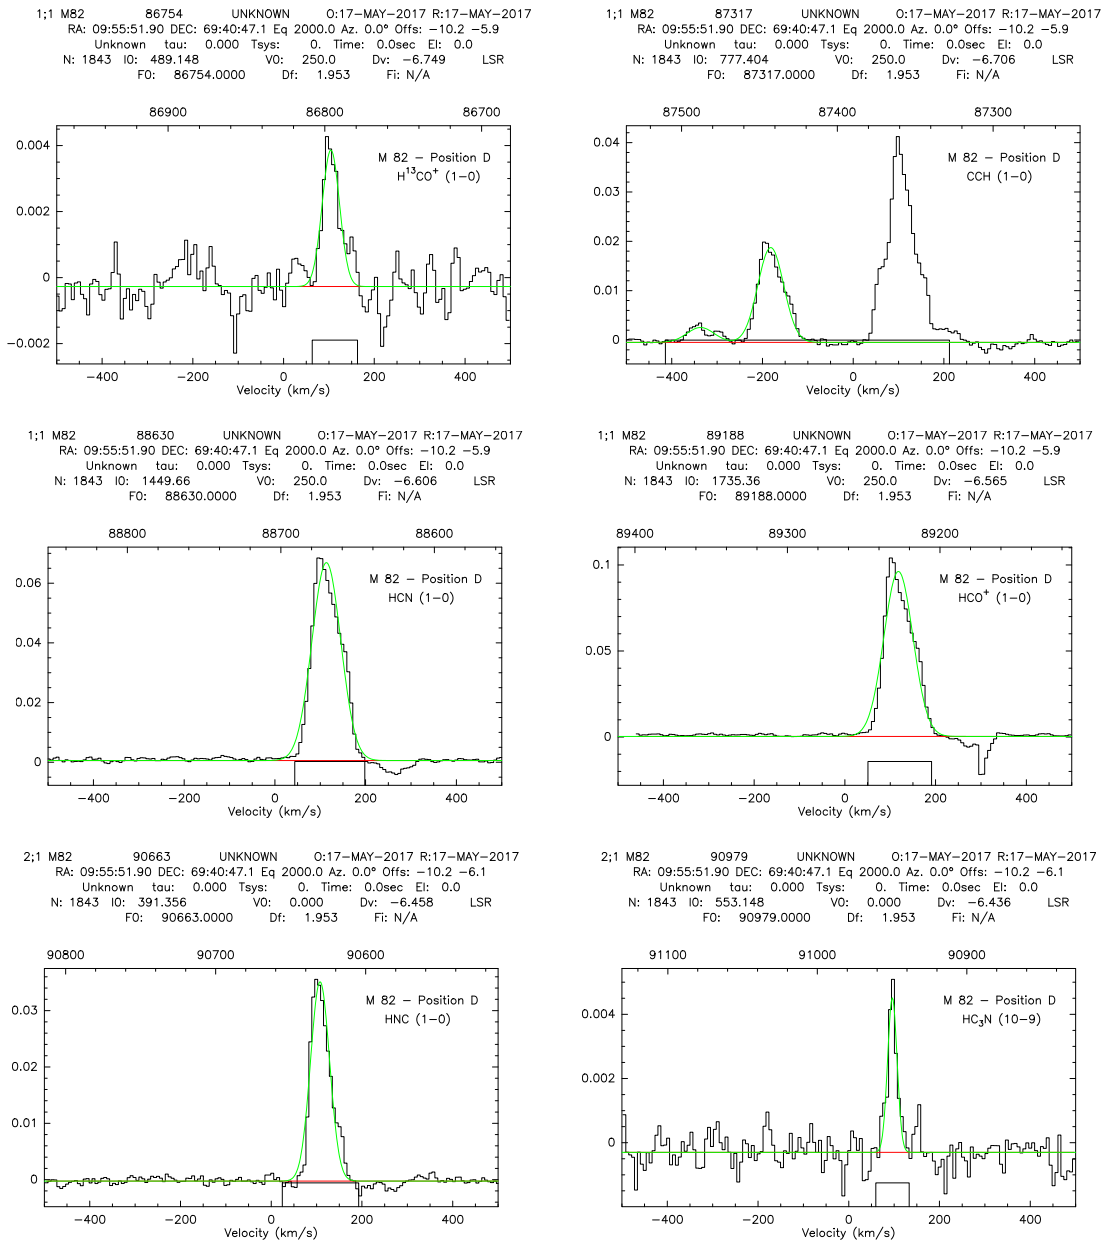 1;1 M82 86754 UNKNOWN O:17-MAY-2017 R:17-MAY-2017
RA: 09:55:51.90 DEC: 69:40:47.1 Eq 2000.0 Az. 0.0° Offs: -10.2 -5.9
Unknown tau: 0.000 Tsys: 0. Time: 0.0sec El: 0.0
N: 1843 I0: 489.148 V0: 250.0 Dv: -6.749 LSR
F0: 86754.0000 Df: 1.953 Fi: N/A
86900 86800 86700
0.004
0.002
0
-0.002
M 82 - Position D
H¹³CO⁺ (1-0)
-400 -200 0 200 400
Velocity (km/s)
1;1 M82 87317 UNKNOWN O:17-MAY-2017 R:17-MAY-2017
RA: 09:55:51.90 DEC: 69:40:47.1 Eq 2000.0 Az. 0.0° Offs: -10.2 -5.9
Unknown tau: 0.000 Tsys: 0. Time: 0.0sec El: 0.0
N: 1843 I0: 777.404 V0: 250.0 Dv: -6.706 LSR
F0: 87317.0000 Df: 1.953 Fi: N/A
87500 87400 87300
0.04
0.03
0.02
0.01
0
M 82 - Position D
CCH (1-0)
-400 -200 0 200 400
Velocity (km/s)
1;1 M82 88630 UNKNOWN O:17-MAY-2017 R:17-MAY-2017
RA: 09:55:51.90 DEC: 69:40:47.1 Eq 2000.0 Az. 0.0° Offs: -10.2 -5.9
Unknown tau: 0.000 Tsys: 0. Time: 0.0sec El: 0.0
N: 1843 I0: 1449.66 V0: 250.0 Dv: -6.606 LSR
F0: 88630.0000 Df: 1.953 Fi: N/A
88800 88700 88600
0.06
0.04
0.02
0
M 82 - Position D
HCN (1-0)
-400 -200 0 200 400
Velocity (km/s)
1;1 M82 89188 UNKNOWN O:17-MAY-2017 R:17-MAY-2017
RA: 09:55:51.90 DEC: 69:40:47.1 Eq 2000.0 Az. 0.0° Offs: -10.2 -5.9
Unknown tau: 0.000 Tsys: 0. Time: 0.0sec El: 0.0
N: 1843 I0: 1735.36 V0: 250.0 Dv: -6.565 LSR
F0: 89188.0000 Df: 1.953 Fi: N/A
89400 89300 89200
0.1
0.05
0
M 82 - Position D
HCO⁺ (1-0)
-400 -200 0 200 400
Velocity (km/s)
2;1 M82 90663 UNKNOWN O:17-MAY-2017 R:17-MAY-2017
RA: 09:55:51.90 DEC: 69:40:47.1 Eq 2000.0 Az. 0.0° Offs: -10.2 -6.1
Unknown tau: 0.000 Tsys: 0. Time: 0.0sec El: 0.0
N: 1843 I0: 391.356 V0: 0.000 Dv: -6.458 LSR
F0: 90663.0000 Df: 1.953 Fi: N/A
90800 90700 90600
0.03
0.02
0.01
0
M 82 - Position D
HNC (1-0)
-400 -200 0 200 400
Velocity (km/s)
2;1 M82 90979 UNKNOWN O:17-MAY-2017 R:17-MAY-2017
RA: 09:55:51.90 DEC: 69:40:47.1 Eq 2000.0 Az. 0.0° Offs: -10.2 -6.1
Unknown tau: 0.000 Tsys: 0. Time: 0.0sec El: 0.0
N: 1843 I0: 553.148 V0: 0.000 Dv: -6.436 LSR
F0: 90979.0000 Df: 1.953 Fi: N/A
91100 91000 90900
0.004
0.002
0
M 82 - Position D
HC₃N (10-9)
-400 -200 0 200 400
Velocity (km/s)